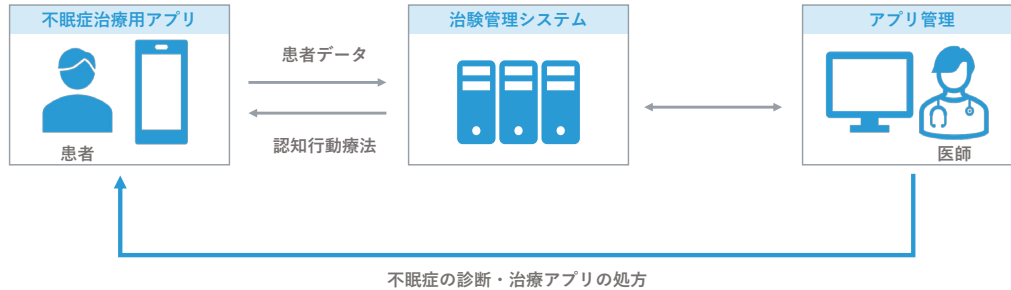 不眠症治療用アプリ
治験管理システム
アプリ管理
患者データ
認知行動療法
患者
医師
不眠症の診断・治療アプリの処方